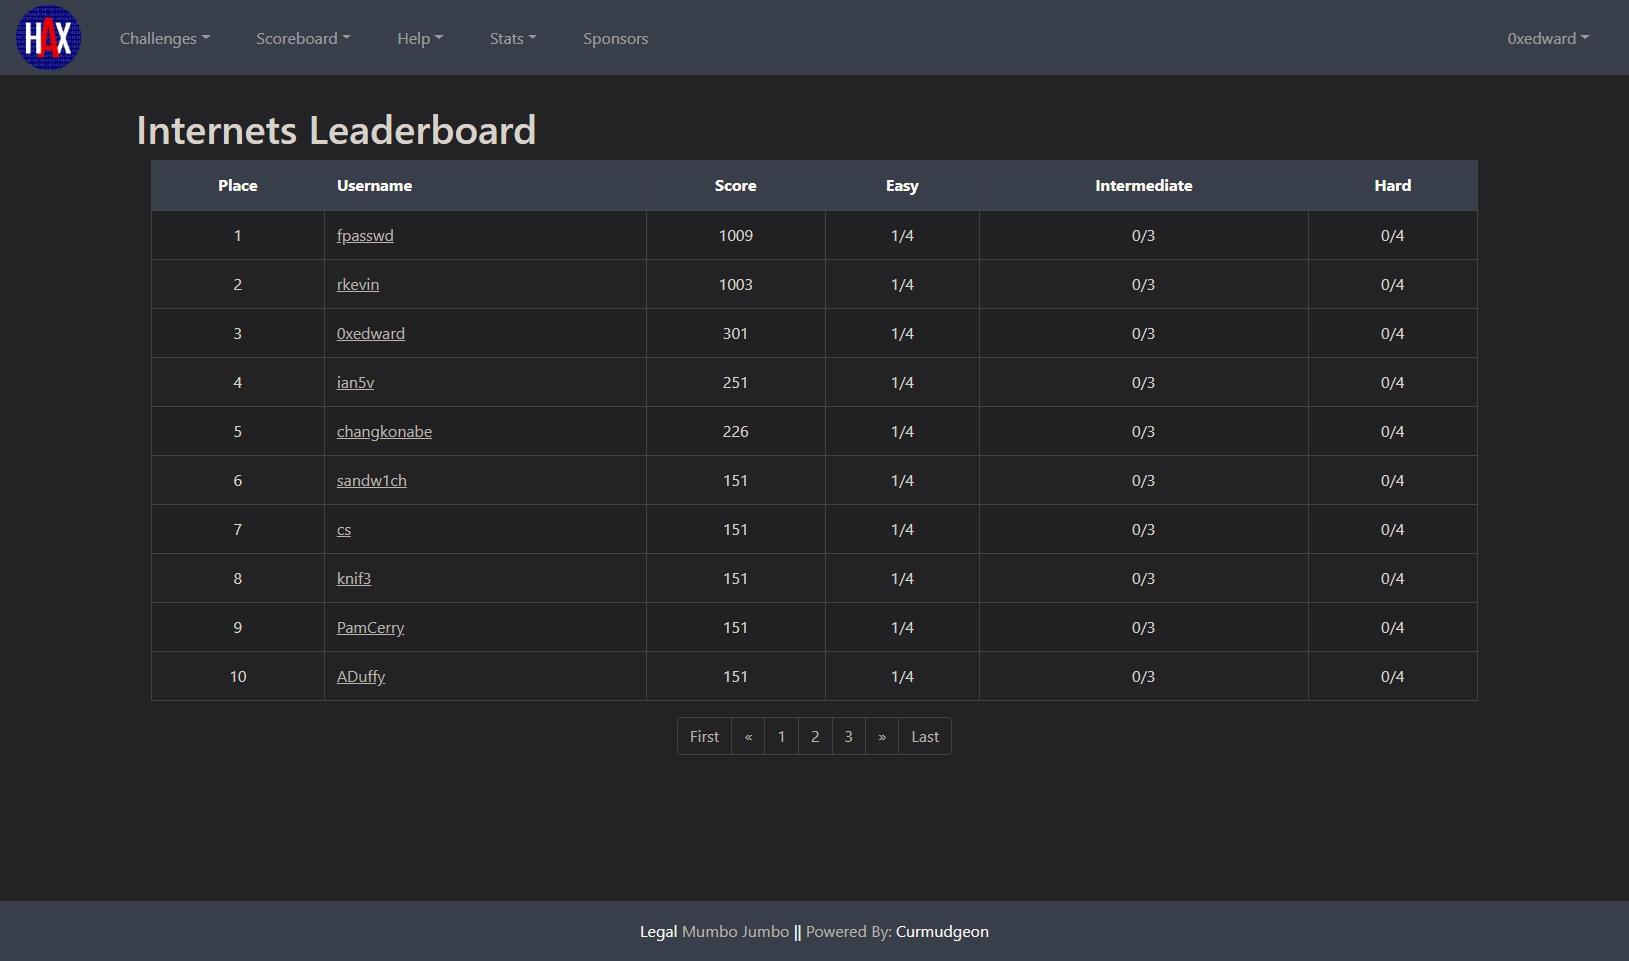 HAX Challenges Scoreboard Help Stats Sponsors 0xedward
Internets Leaderboard
Place Username Score Easy Intermediate Hard
1 fpasswd 1009 1/4 0/3 0/4
2 rkevin 1003 1/4 0/3 0/4
3 0xedward 301 1/4 0/3 0/4
4 ian5v 251 1/4 0/3 0/4
5 changkonabe 226 1/4 0/3 0/4
6 sandw1ch 151 1/4 0/3 0/4
7 cs 151 1/4 0/3 0/4
8 knif3 151 1/4 0/3 0/4
9 PamCerry 151 1/4 0/3 0/4
10 ADuffy 151 1/4 0/3 0/4
First « 1 2 3 » Last
Legal Mumbo Jumbo || Powered By: Curmudgeon